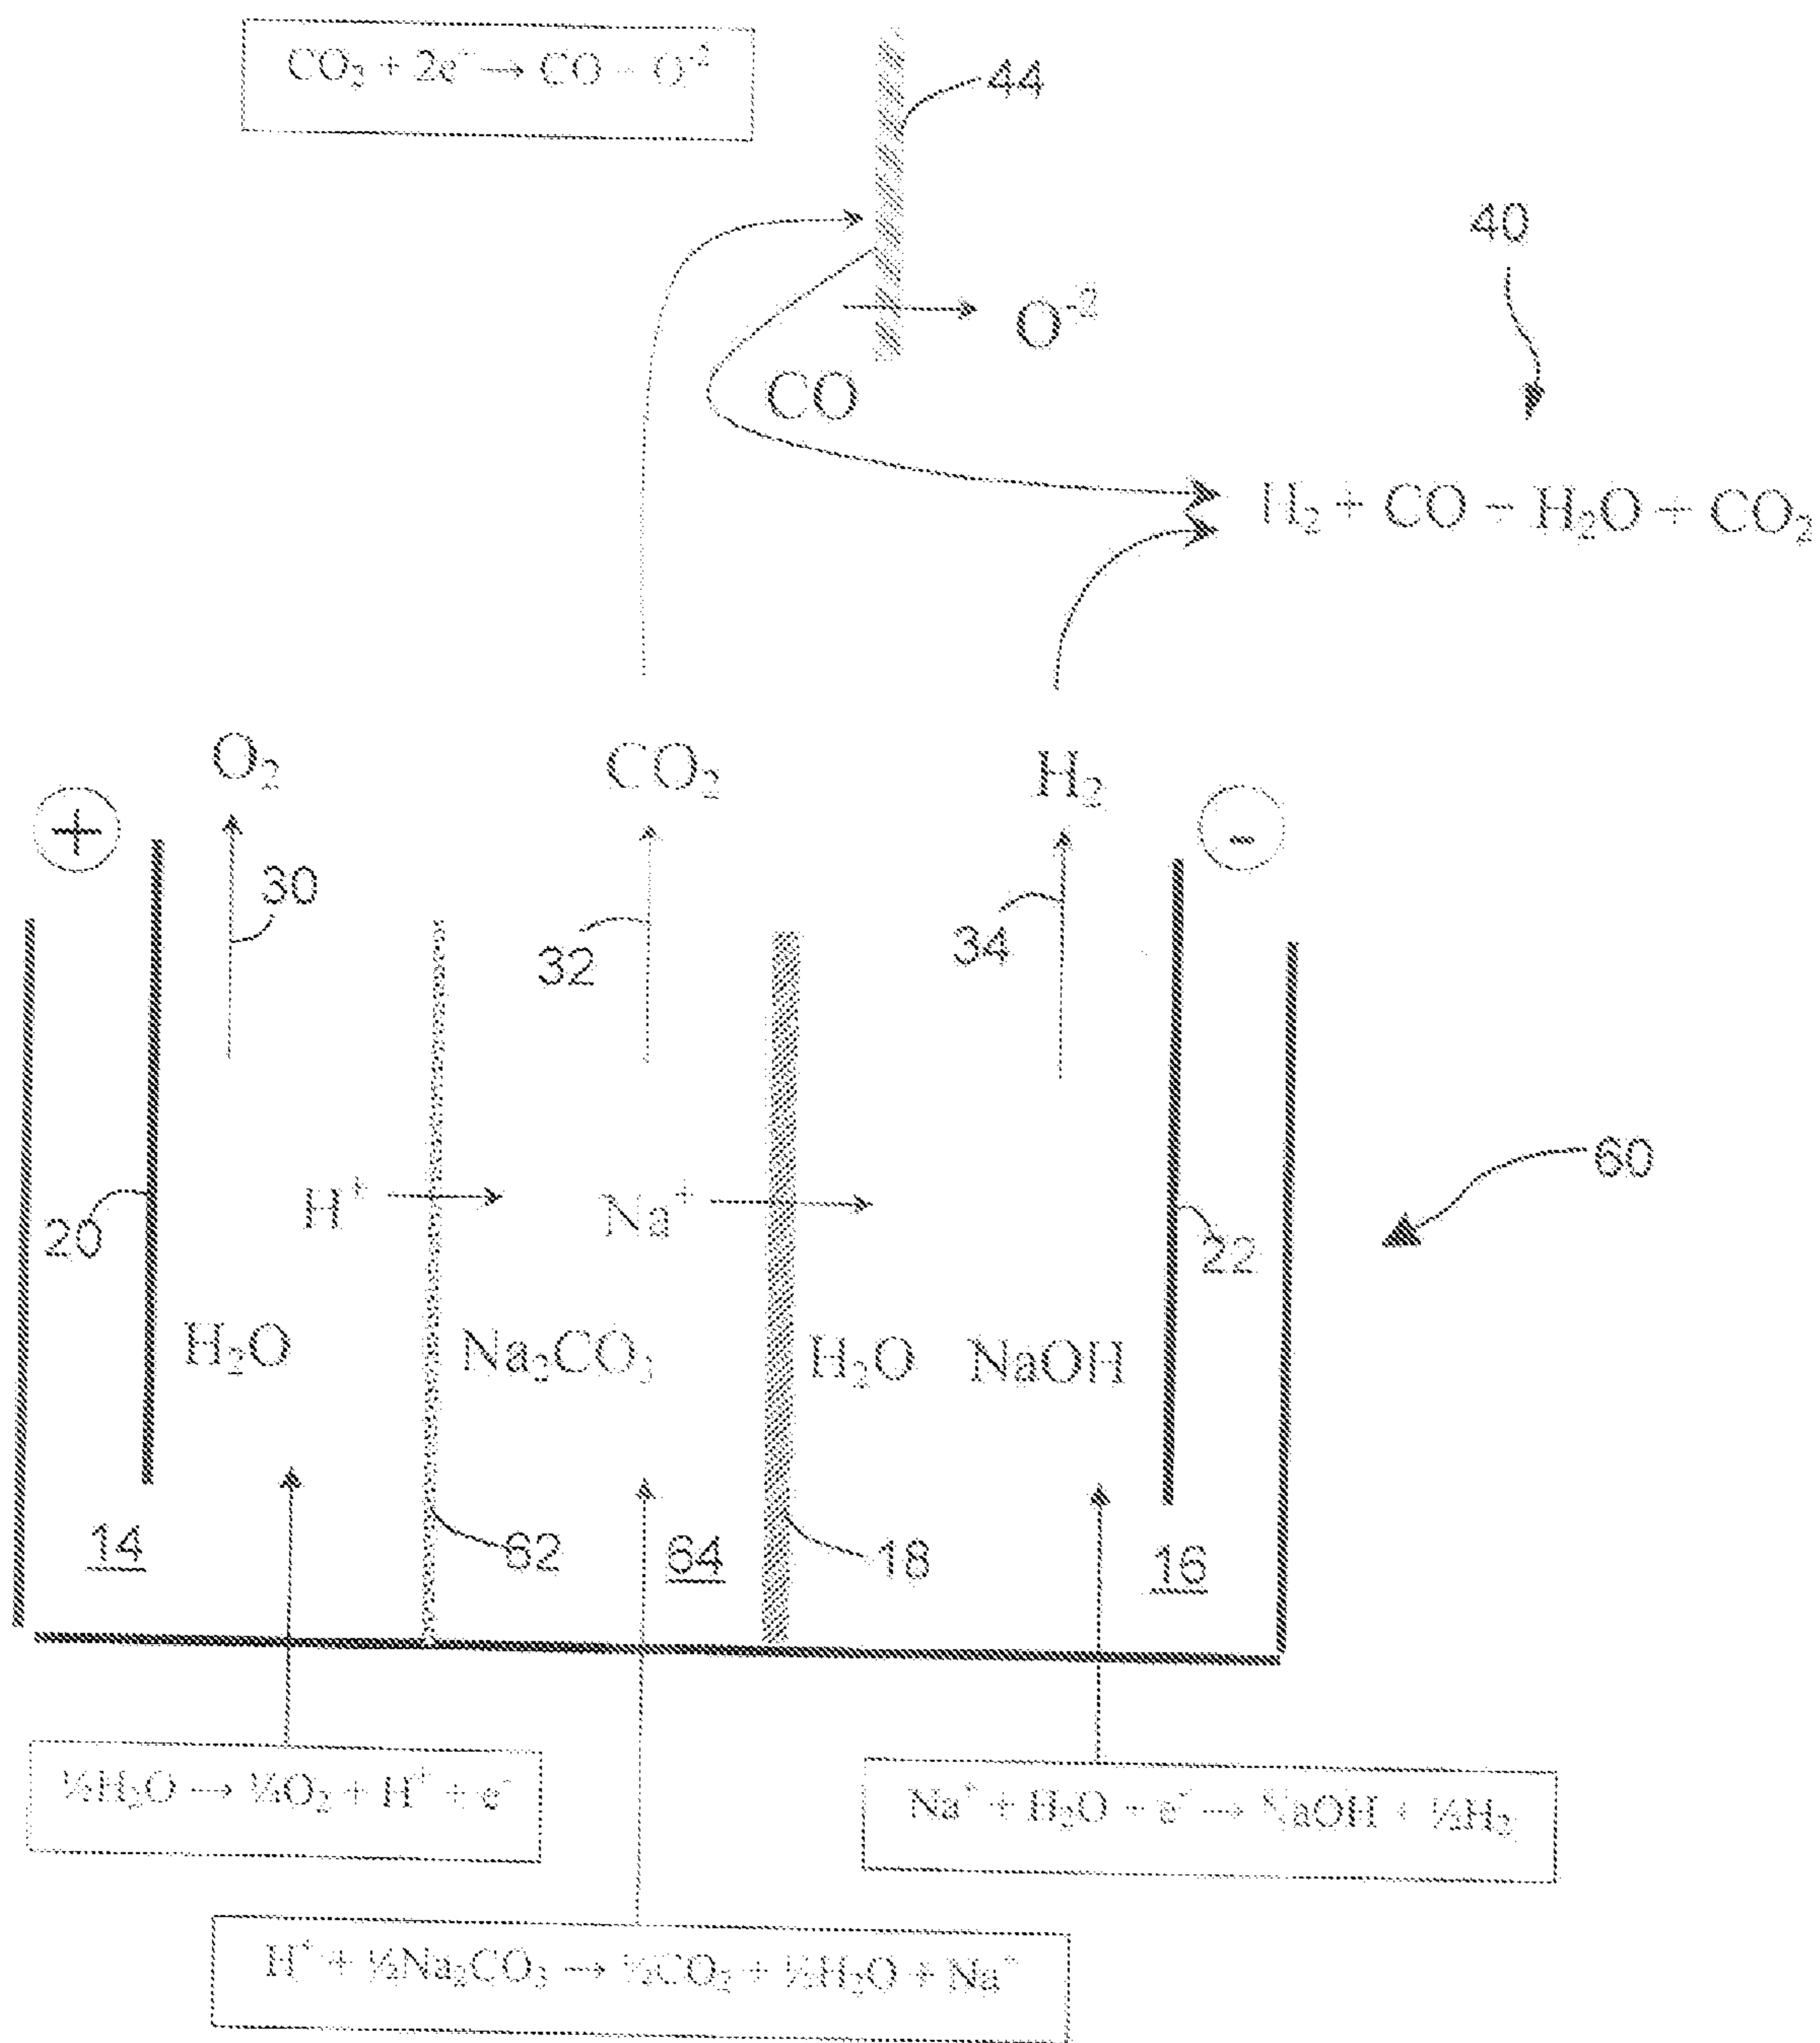 CO₂ + 2e⁻ → CO + O⁻²
44
40
O⁻²
CO
H₂ + CO + H₂O + CO₂
O₂
CO₂
H₂
+
-
30
32
34
H⁺
Na⁺
60
20
22
H₂O
Na₂CO₃
H₂O
NaOH
14
62
64
18
16
½H₂O → ¼O₂ + H⁺ + e⁻
Na⁺ + H₂O + e⁻ → NaOH + ½H₂
H⁺ + ½Na₂CO₃ → ½CO₂ + ½H₂O + Na⁺